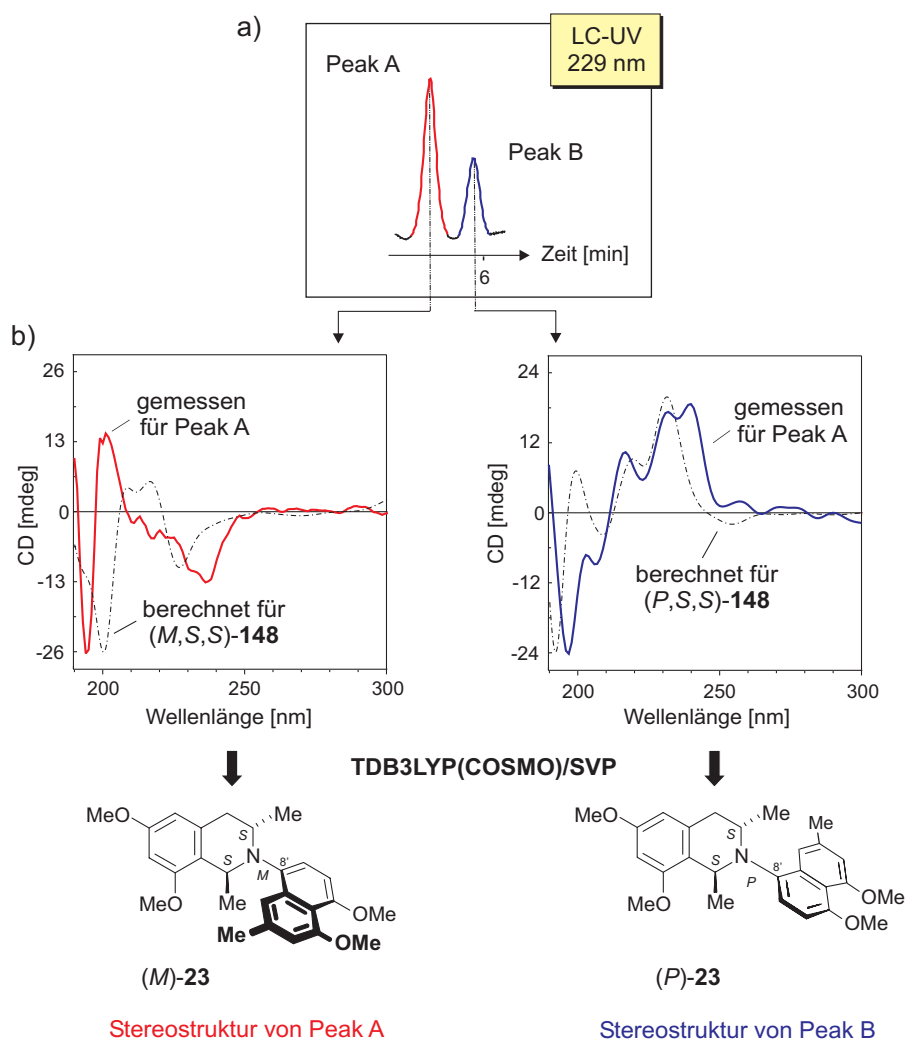 a)
LC-UV
229 nm
Peak A
Peak B
Zeit [min]
6
b)
26
13
0
-13
-26
CD [mdeg]
gemessen
für Peak A
berechnet für
(M,S,S)-148
200
250
300
Wellenlänge [nm]
24
12
0
-12
-24
CD [mdeg]
gemessen
für Peak A
berechnet für
(P,S,S)-148
200
250
300
Wellenlänge [nm]
TDB3LYP(COSMO)/SVP
MeO
Me
S
S
N
8'
M
MeO
Me
OMe
Me
OMe
(M)-23
Stereostruktur von Peak A
MeO
Me
Me
S
S
N
8'
P
MeO
Me
OMe
OMe
(P)-23
Stereostruktur von Peak B